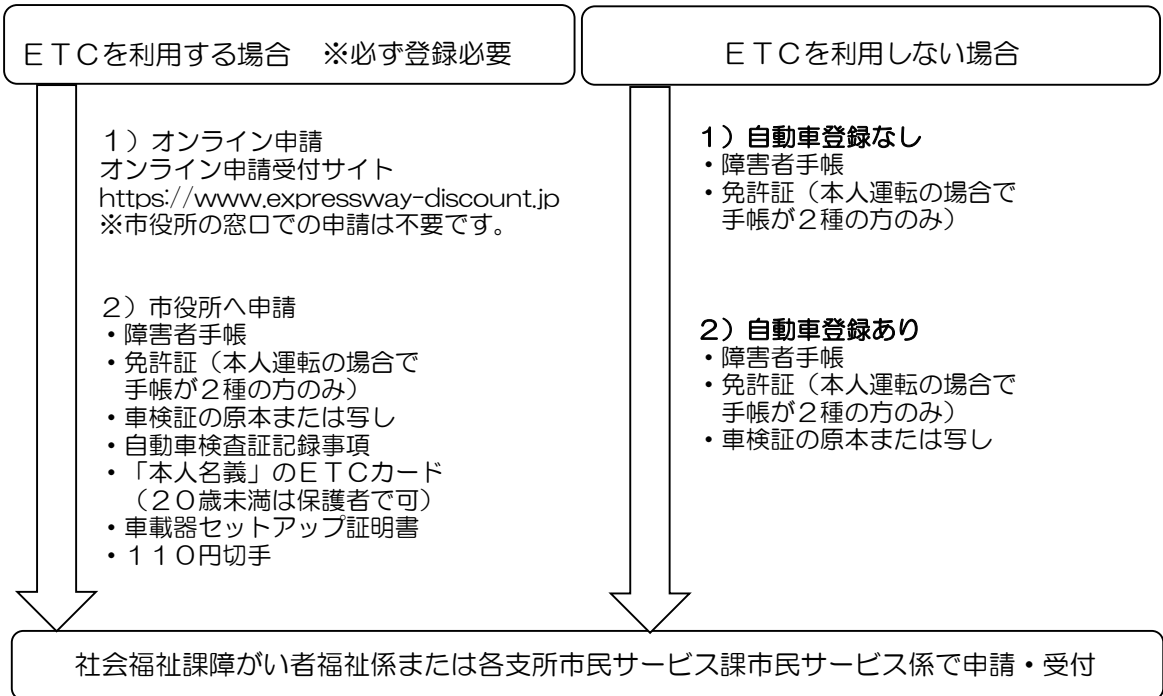 ETCを利用する場合　※必ず登録必要
1)オンライン申請
オンライン申請受付サイト
https://www.expressway-discount.jp
※市役所の窓口での申請は不要です。
2)市役所へ申請
・障害者手帳
・免許証(本人運転の場合で
手帳が2種の方のみ)
・車検証の原本または写し
・自動車検査証記録事項
・「本人名義」のETCカード
(20歳未満は保護者で可)
・車載器セットアップ証明書
・110円切手
ETCを利用しない場合
1)自動車登録なし
・障害者手帳
・免許証(本人運転の場合で
手帳が2種の方のみ)
2)自動車登録あり
・障害者手帳
・免許証(本人運転の場合で
手帳が2種の方のみ)
・車検証の原本または写し
社会福祉課障がい者福祉係または各支所市民サービス課市民サービス係で申請・受付